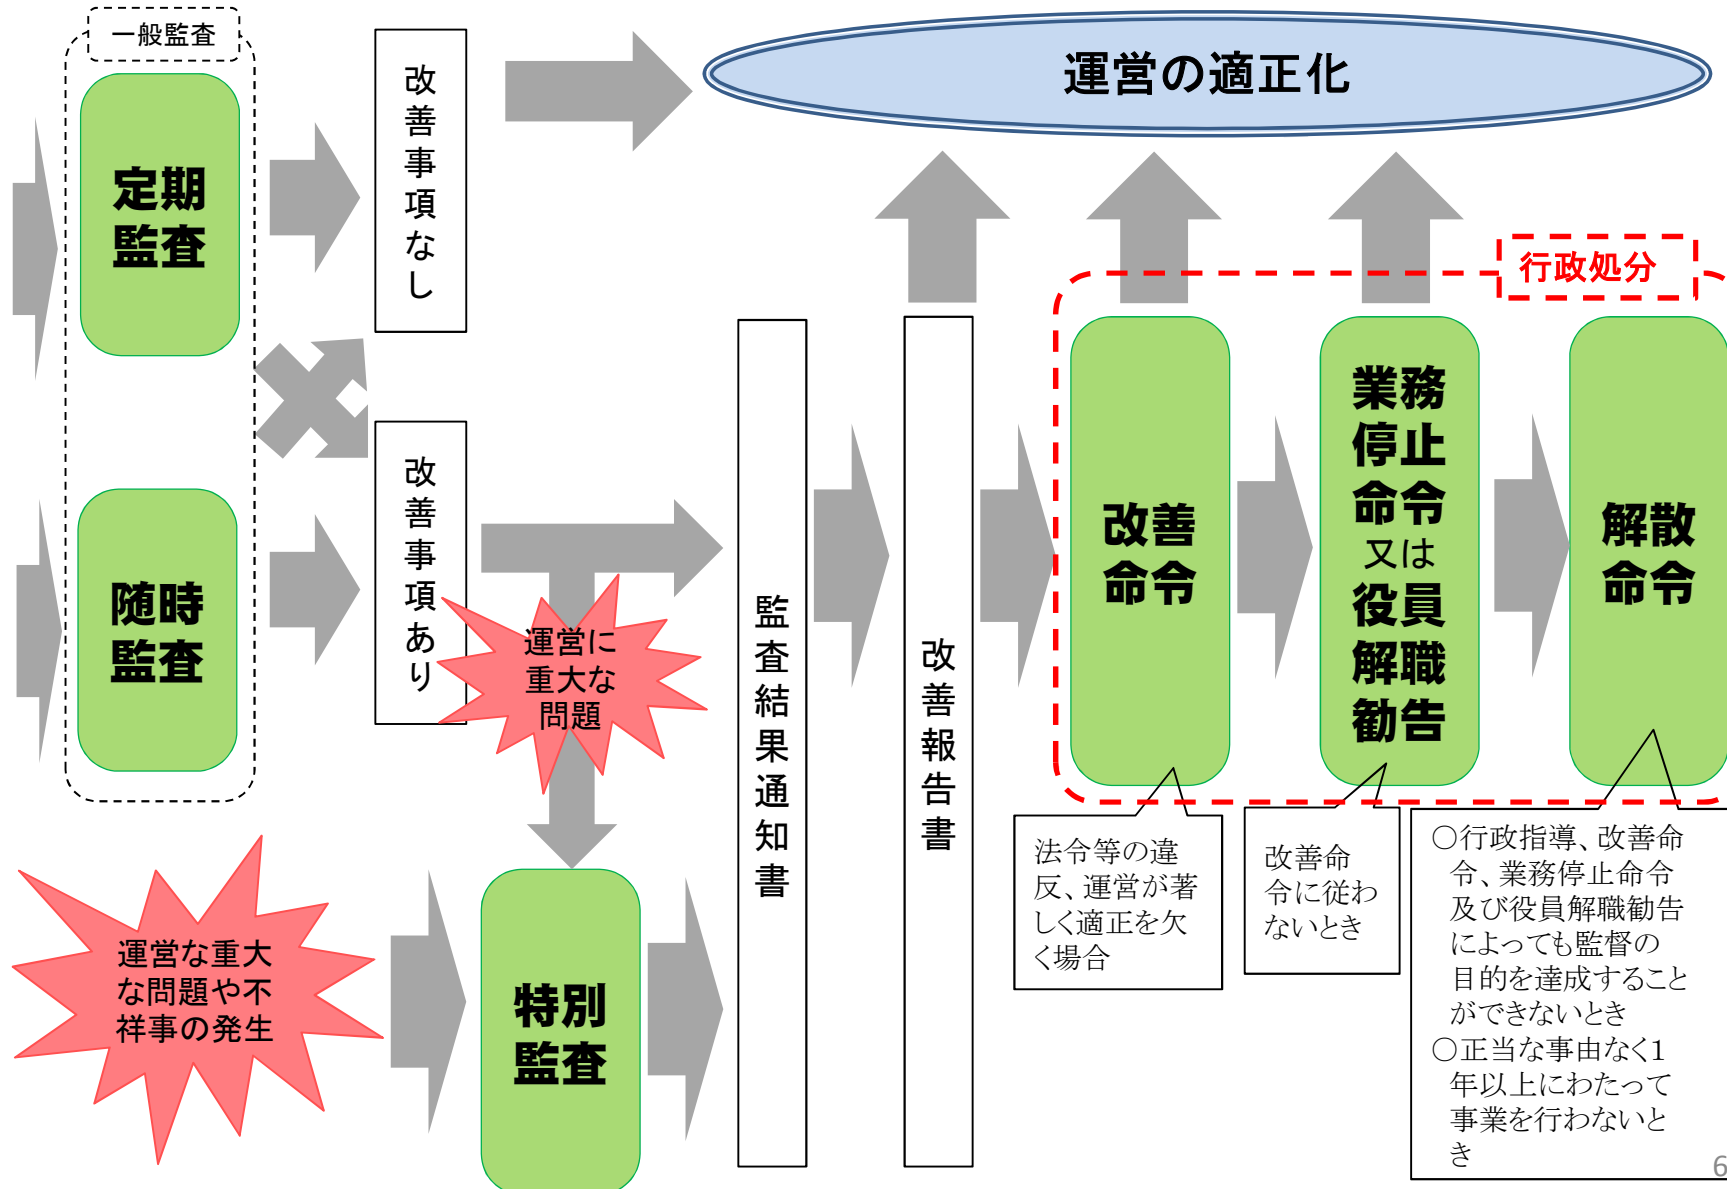 一般監査
定期
監査
随時
監査
改善事項なし
改善事項あり
運営の適正化
運営に
重大な
問題
運営な重大
な問題や不
祥事の発生
特別
監査
監査結果通知書
改善報告書
行政処分
改善
命令
業務
停止
命令
又は
役員
解職
勧告
解散
命令
法令等の違
反、運営が著
しく適正を欠
く場合
改善命
令に従わ
ないとき
○行政指導、改善命
令、業務停止命令
及び役員解職勧告
によっても監督の
目的を達成すること
ができないとき
○正当な事由なく1
年以上にわたって
事業を行わないと
き
6